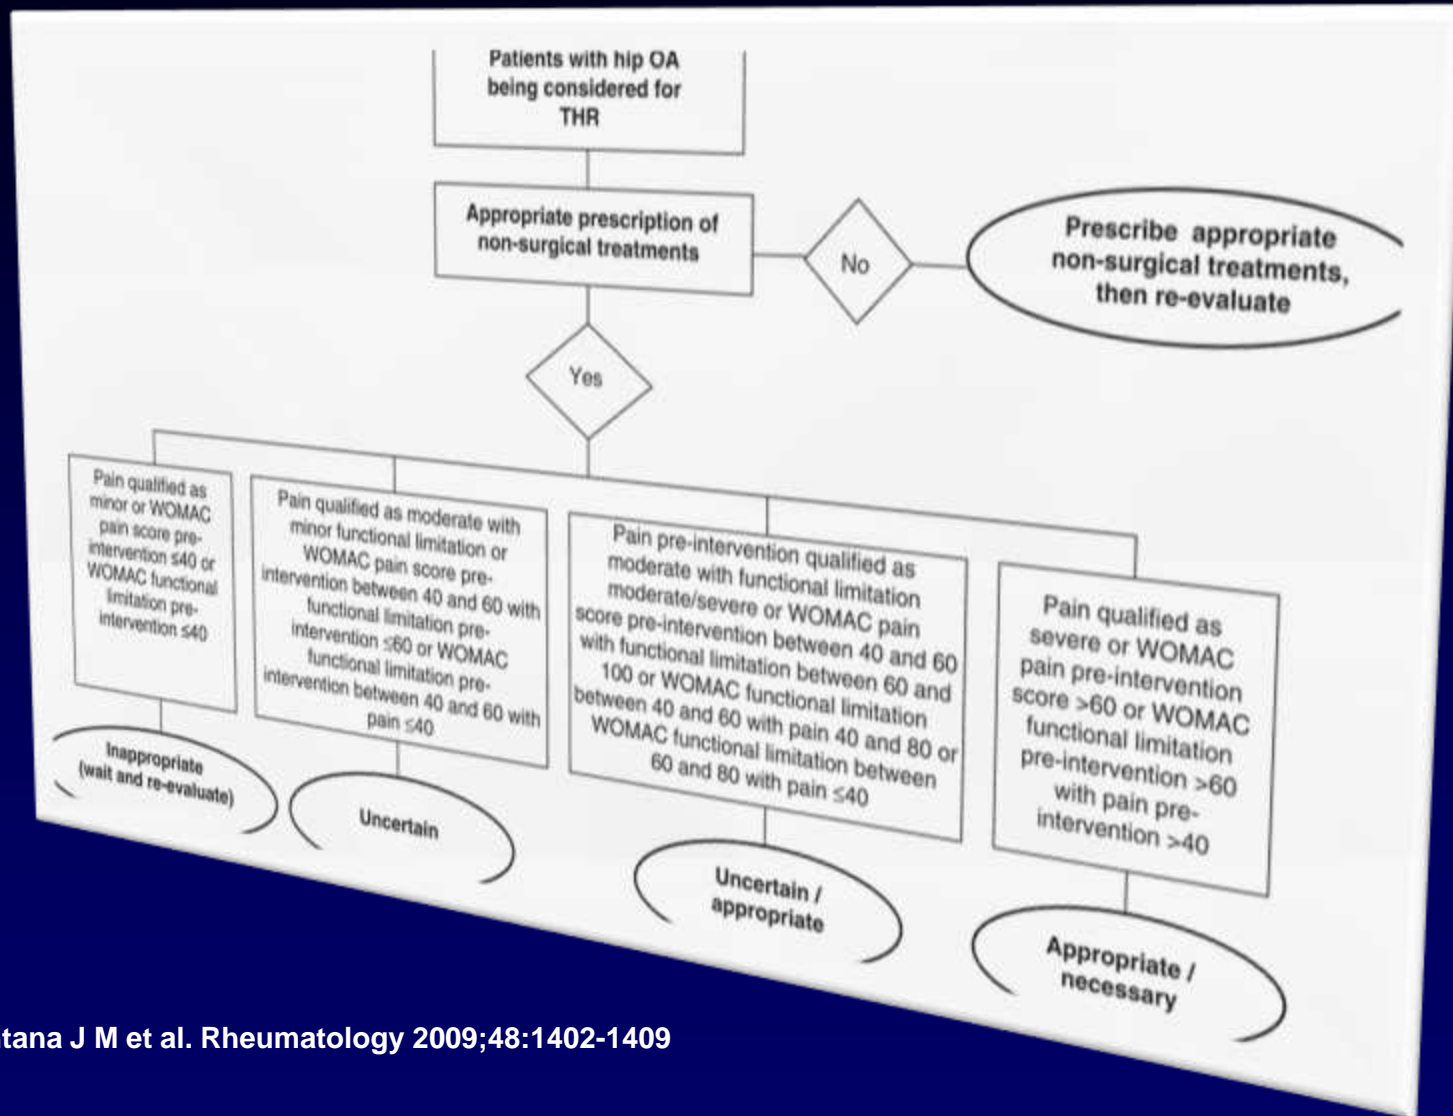 Patients with hip OA
being considered for
THR
Appropriate prescription of
non-surgical treatments
No
Prescribe appropriate
non-surgical treatments,
then re-evaluate
Yes
Pain qualified as
minor or WOMAC
pain score pre-
intervention ≤40 or
WOMAC functional
limitation pre-
intervention ≤40
Pain qualified as moderate with
minor functional limitation or
WOMAC pain score pre-
intervention between 40 and 60 with
functional limitation pre-
intervention ≤60 or WOMAC
functional limitation pre-
intervention between 40 and 60 with
pain ≤40
Pain pre-intervention qualified as
moderate with functional limitation
moderate/severe or WOMAC pain
score pre-intervention between 40 and 60
with functional limitation between 60 and
100 or WOMAC functional limitation
between 40 and 60 with pain 40 and 80 or
WOMAC functional limitation between
60 and 80 with pain ≤40
Pain qualified as
severe or WOMAC
pain pre-intervention
score >60 or WOMAC
functional limitation
pre-intervention >60
with pain pre-
intervention >40
Inappropriate
(wait and re-evaluate)
Uncertain
Uncertain /
appropriate
Appropriate /
necessary
ntana J M et al. Rheumatology 2009;48:1402-1409